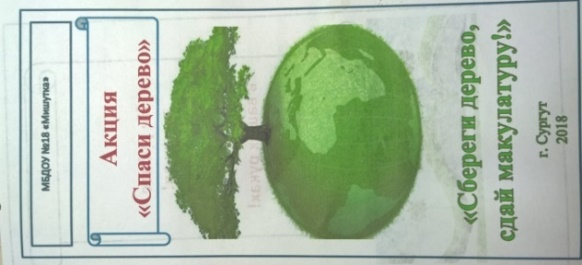 МБДОУ №18 «Мишутка»
Акция
«Спаси дерево»
«Сбереги дерево,
сдай макулатуру!»
г. Сургут
2018